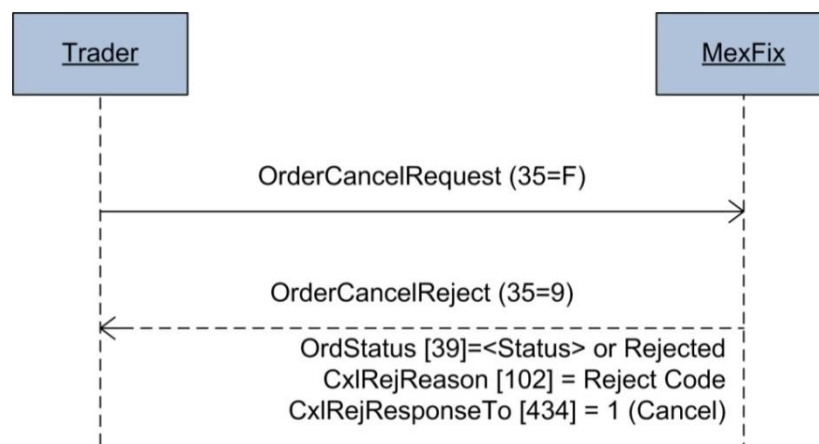 Trader
MexFix
OrderCancelRequest (35=F)
OrderCancelReject (35=9)
OrdStatus [39]=<Status> or Rejected
CxlRejReason [102] = Reject Code
CxlRejResponseTo [434] = 1 (Cancel)